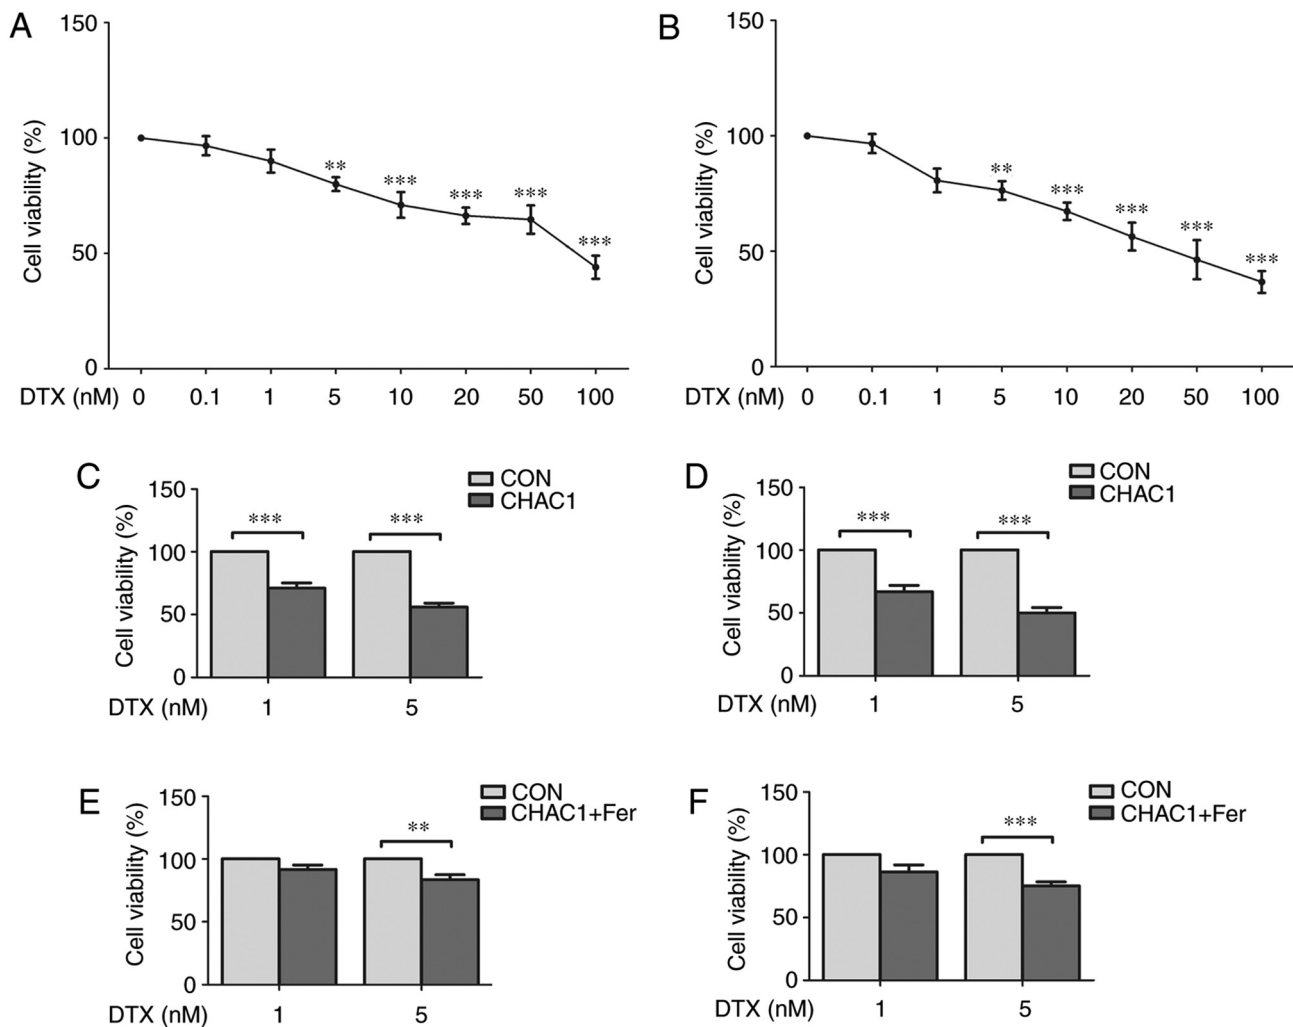 A
B
150
100
50
0
Cell viability (%)
**
***
***
***
***
DTX (nM) 0 0.1 1 5 10 20 50 100
150
100
50
0
Cell viability (%)
**
***
***
***
***
DTX (nM) 0 0.1 1 5 10 20 50 100
C
CON
CHAC1
150
100
50
0
Cell viability (%)
*** ***
DTX (nM) 1 5
D
CON
CHAC1
150
100
50
0
Cell viability (%)
*** ***
DTX (nM) 1 5
E
CON
CHAC1+Fer
150
100
50
0
Cell viability (%)
**
DTX (nM) 1 5
F
CON
CHAC1+Fer
150
100
50
0
Cell viability (%)
***
DTX (nM) 1 5